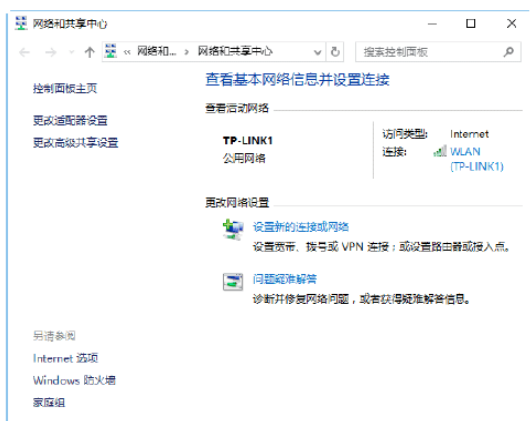 网络和共享中心
« 网络和... › 网络和共享中心
搜索控制面板
控制面板主页
更改适配器设置
更改高级共享设置
查看基本网络信息并设置连接
查看活动网络
TP-LINK1
公用网络
访问类型: Internet
连接: WLAN
(TP-LINK1)
更改网络设置
设置新的连接或网络
设置宽带、拨号或 VPN 连接；或设置路由器或接入点。
问题疑难解答
诊断并修复网络问题，或者获得疑难解答信息。
另请参阅
Internet 选项
Windows 防火墙
家庭组